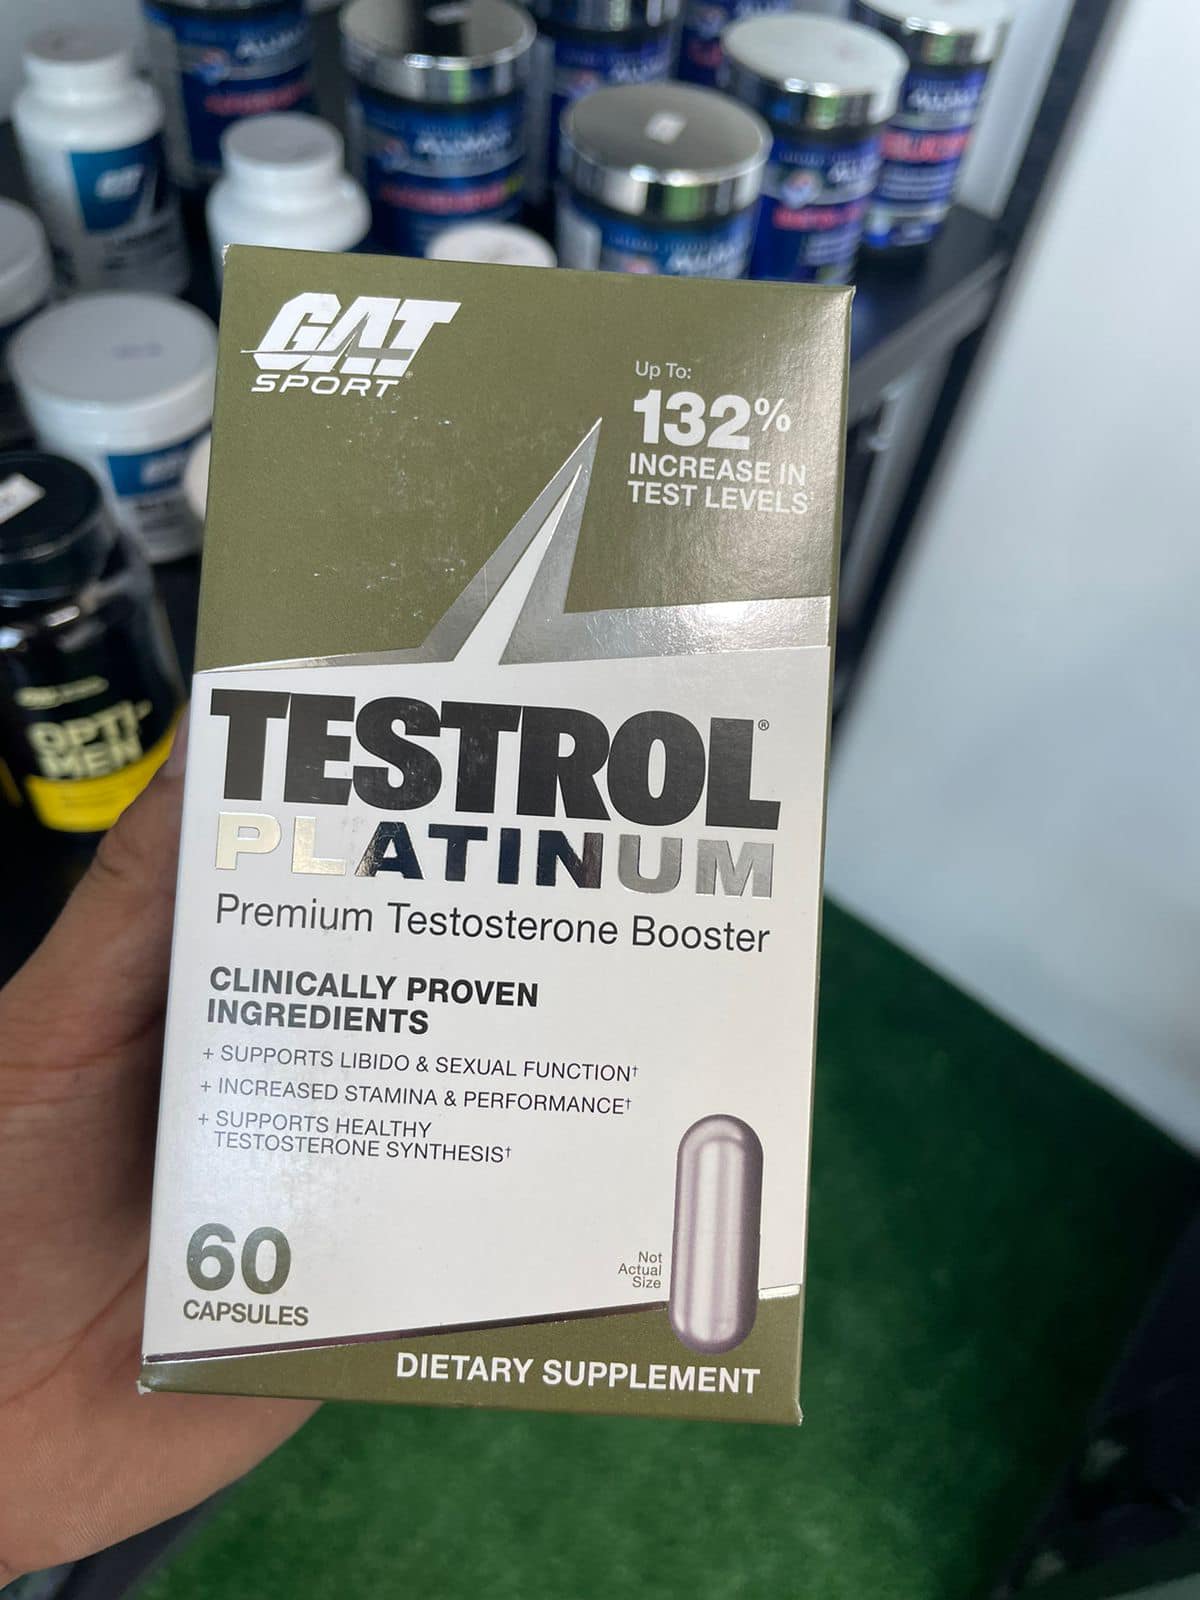 GAT
SPORT
Up To:
132%
INCREASE IN
TEST LEVELS
TESTROL®
PLATINUM
Premium Testosterone Booster
CLINICALLY PROVEN
INGREDIENTS
+ SUPPORTS LIBIDO & SEXUAL FUNCTION†
+ INCREASED STAMINA & PERFORMANCE†
+ SUPPORTS HEALTHY
TESTOSTERONE SYNTHESIS†
60
CAPSULES
Not
Actual
Size
DIETARY SUPPLEMENT
OPTI-
MEN
GAT